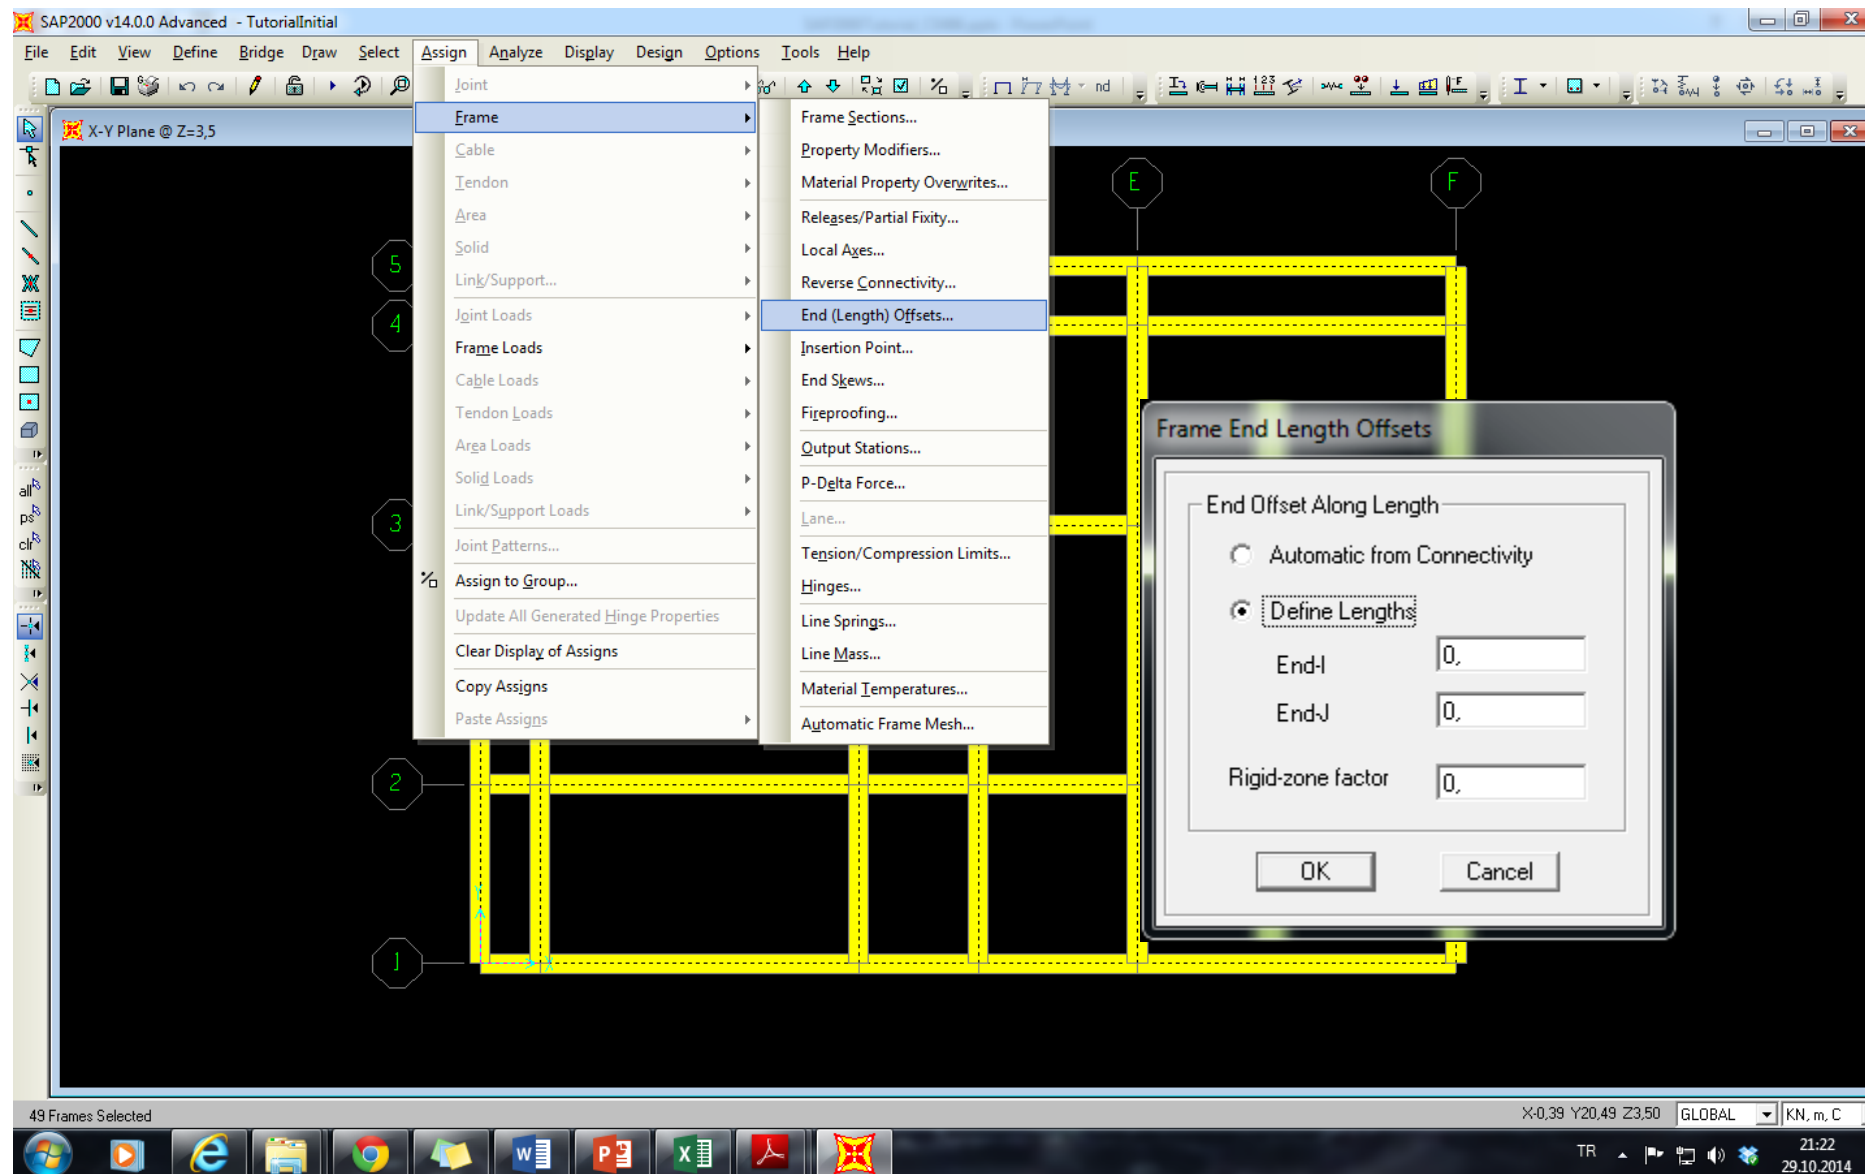 SAP2000 v14.0.0 Advanced - TutorialInitial
File Edit View Define Bridge Draw Select Assign Analyze Display Design Options Tools Help
nd
X-Y Plane @ Z=3,5
Joint
Frame
Cable
Tendon
Area
Solid
Link/Support...
Joint Loads
Frame Loads
Cable Loads
Tendon Loads
Area Loads
Solid Loads
Link/Support Loads
Joint Patterns...
Assign to Group...
Update All Generated Hinge Properties
Clear Display of Assigns
Copy Assigns
Paste Assigns
Frame Sections...
Property Modifiers...
Material Property Overwrites...
Releases/Partial Fixity...
Local Axes...
Reverse Connectivity...
End (Length) Offsets...
Insertion Point...
End Skews...
Fireproofing...
Output Stations...
P-Delta Force...
Lane...
Tension/Compression Limits...
Hinges...
Line Springs...
Line Mass...
Material Temperatures...
Automatic Frame Mesh...
E F
5
4
3
2
1
Y
X
all
ps
clr
Frame End Length Offsets
End Offset Along Length
Automatic from Connectivity
Define Lengths
End-I 0,
End-J 0,
Rigid-zone factor 0,
OK Cancel
49 Frames Selected
X-0,39 Y20,49 Z3,50 GLOBAL KN, m, C
TR 21:22
29.10.2014